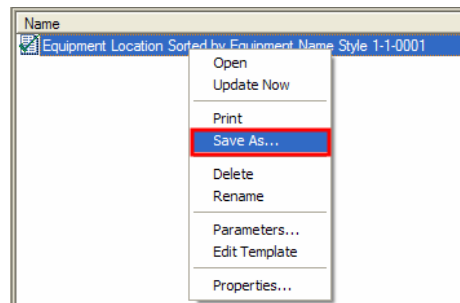 Name
Equipment Location Sorted by Equipment Name Style 1-1-0001
Open
Update Now
Print
Save As...
Delete
Rename
Parameters...
Edit Template
Properties...